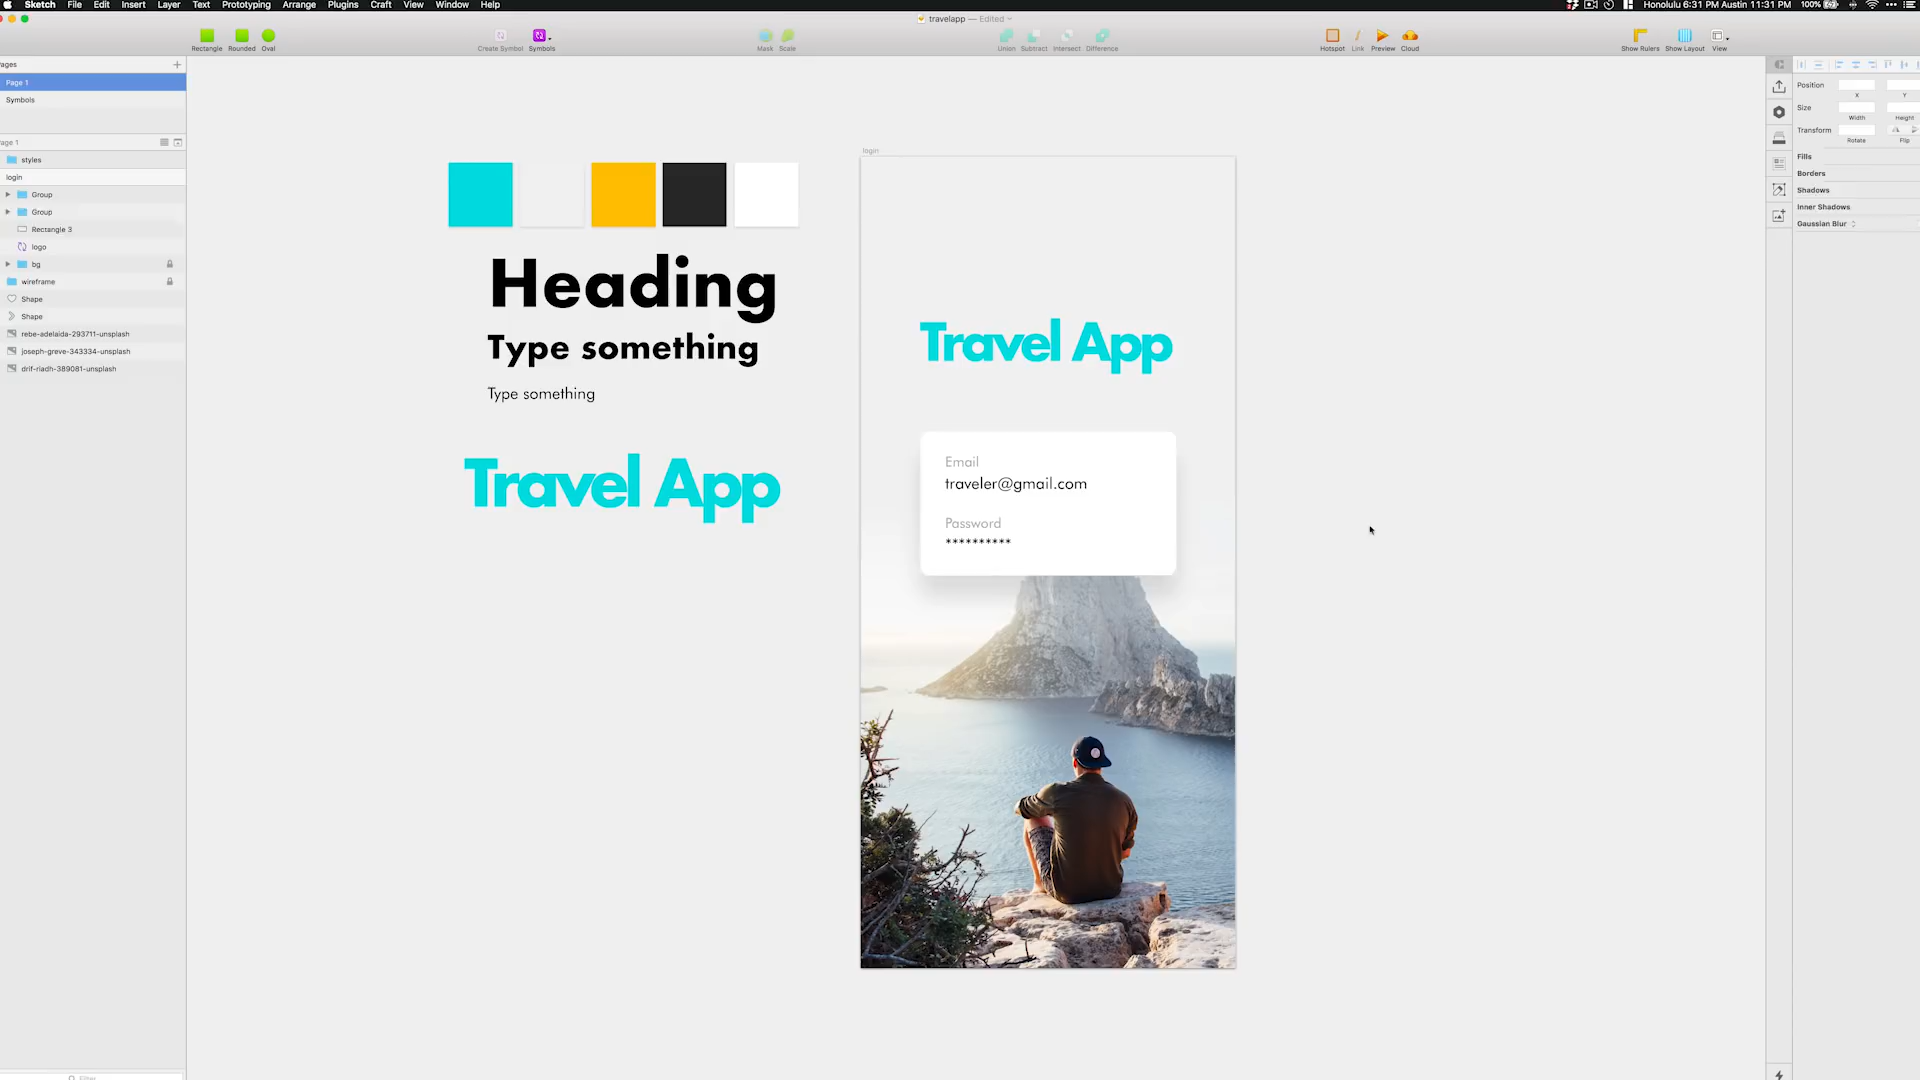 Sketch File Edit Insert Layer Text Prototyping Arrange Plugins Craft View Window Help
Honolulu 6:31 PM Austin 11:31 PM 100%
travelapp — Edited
Rectangle Rounded Oval Create Symbol Symbols Mask Scale Union Subtract Intersect Difference Hotspot Link Preview Cloud Show Rulers Show Layout View
ages
Page 1
Symbols
age 1
styles
login
Group
Group
Rectangle 3
logo
bg
wireframe
Shape
Shape
rebe-adelaida-293711-unsplash
joseph-greve-343334-unsplash
drif-riadh-389081-unsplash
Filter
Heading
Type something
Type something
Travel App
login
Travel App
Email
traveler@gmail.com
Password
**********
Position
X Y
Size
Width Height
Transform
Rotate Flip
Fills
Borders
Shadows
Inner Shadows
Gaussian Blur